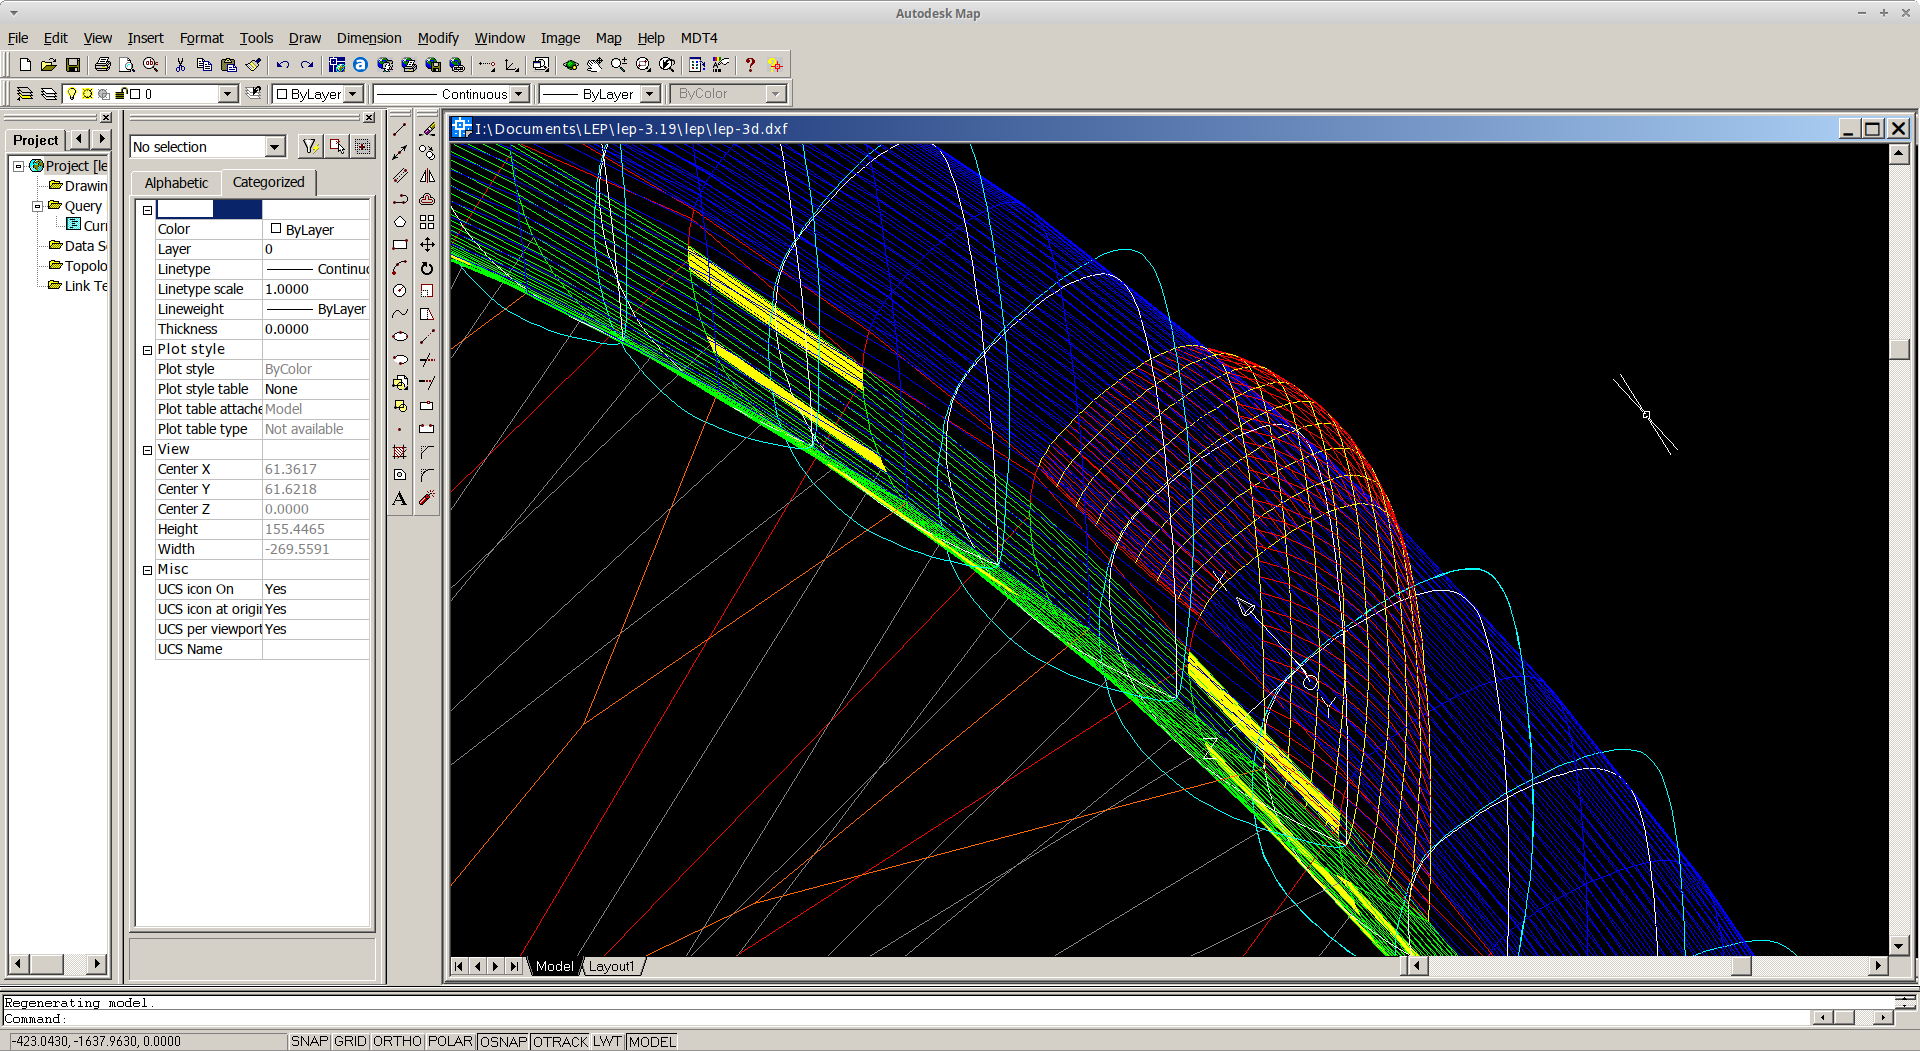 Autodesk Map
File Edit View Insert Format Tools Draw Dimension Modify Window Image Map Help MDT4
0 ByLayer Continuous ByLayer ByColor
Project
Project [le
Drawin
Query
Curr
Data S
Topolo
Link Te
No selection
Alphabetic Categorized
Color ByLayer
Layer 0
Linetype Continuo
Linetype scale 1.0000
Lineweight ByLayer
Thickness 0.0000
Plot style
Plot style ByColor
Plot style table None
Plot table attache Model
Plot table type Not available
View
Center X 61.3617
Center Y 61.6218
Center Z 0.0000
Height 155.4465
Width -269.5591
Misc
UCS icon On Yes
UCS icon at origin Yes
UCS per viewport Yes
UCS Name
A
I:\Documents\LEP\lep-3.19\lep\lep-3d.dxf
X
Y
Z
Model Layout1
Regenerating model.
Command:
-423.0430, -1637.9630, 0.0000 SNAP GRID ORTHO POLAR OSNAP OTRACK LWT MODEL